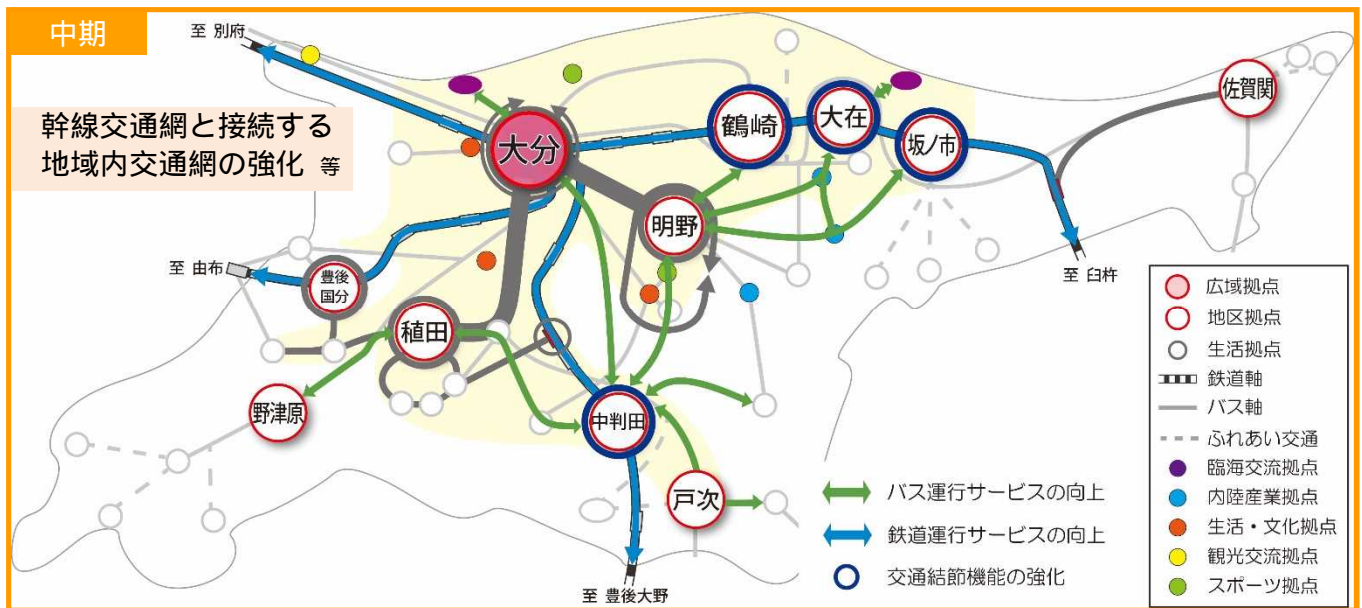 中期
至 別府
幹線交通網と接続する
地域内交通網の強化 等
大分
鶴崎
大在
坂ノ市
佐賀関
明野
至 由布
豊後
国分
稙田
野津原
中判田
戸次
至 臼杵
至 豊後大野
バス運行サービスの向上
鉄道運行サービスの向上
交通結節機能の強化
広域拠点
地区拠点
生活拠点
鉄道軸
バス軸
ふれあい交通
臨海交流拠点
内陸産業拠点
生活・文化拠点
観光交流拠点
スポーツ拠点